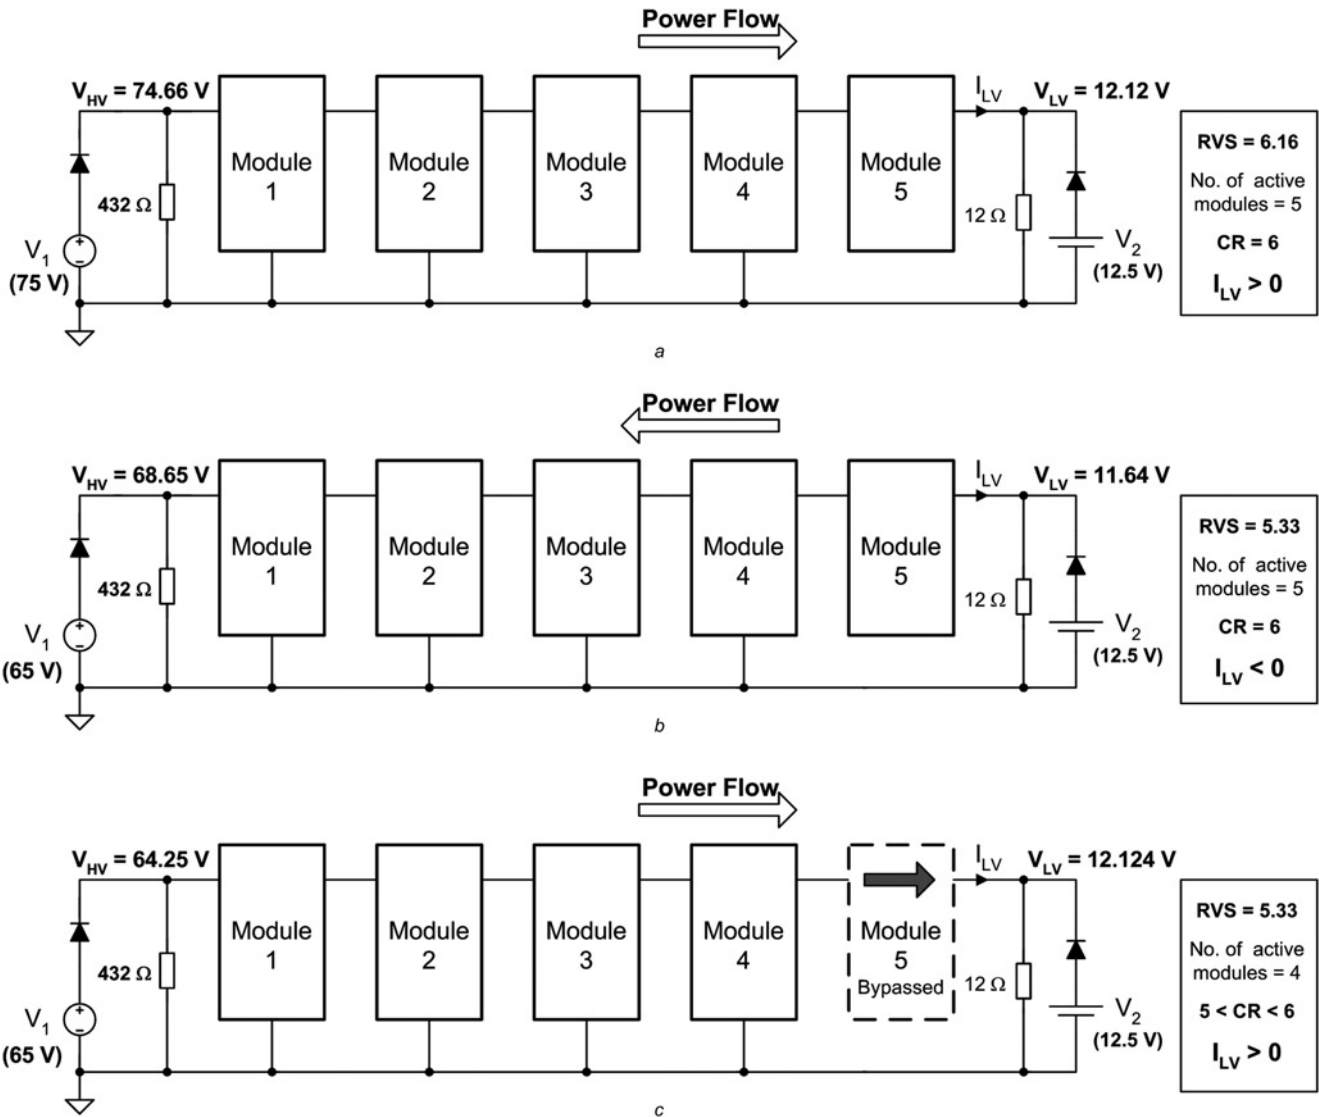 Power Flow
V_HV = 74.66 V
I_LV
V_LV = 12.12 V
Module 1
Module 2
Module 3
Module 4
Module 5
432 Ω
12 Ω
V_1
(75 V)
+
−
V_2
(12.5 V)
RVS = 6.16
No. of active
modules = 5
CR = 6
I_LV > 0
a
Power Flow
V_HV = 68.65 V
I_LV
V_LV = 11.64 V
Module 1
Module 2
Module 3
Module 4
Module 5
432 Ω
12 Ω
V_1
(65 V)
+
−
V_2
(12.5 V)
RVS = 5.33
No. of active
modules = 5
CR = 6
I_LV < 0
b
Power Flow
V_HV = 64.25 V
I_LV
V_LV = 12.124 V
Module 1
Module 2
Module 3
Module 4
Module 5
Bypassed
432 Ω
12 Ω
V_1
(65 V)
+
−
V_2
(12.5 V)
RVS = 5.33
No. of active
modules = 4
5 < CR < 6
I_LV > 0
c